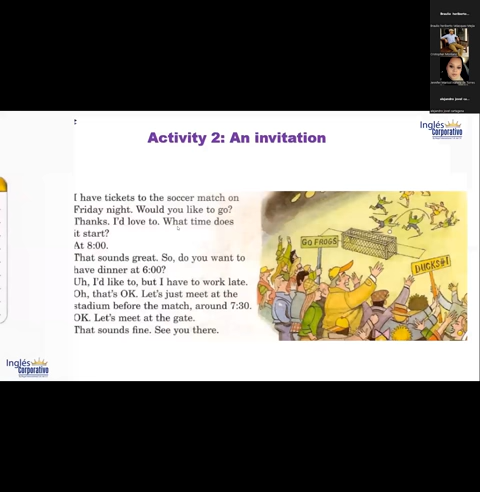 Inglés
Corporativo
Activity 2: An invitation
I have tickets to the soccer match on
Friday night. Would you like to go?
Thanks. I'd love to. What time does
it start?
At 8:00.
That sounds great. So, do you want to
have dinner at 6:00?
Uh, I'd like to, but I have to work late.
Oh, that's OK. Let's just meet at the
stadium before the match, around 7:30.
OK. Let's meet at the gate.
That sounds fine. See you there.
GO FROGS
DUCKS #1
Inglés
Corporativo